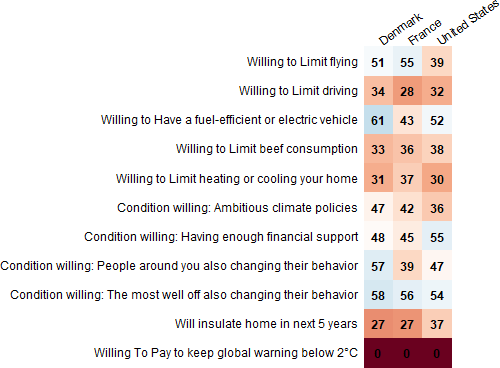 Denmark France United States
Willing to Limit flying 51 55 39
Willing to Limit driving 34 28 32
Willing to Have a fuel-efficient or electric vehicle 61 43 52
Willing to Limit beef consumption 33 36 38
Willing to Limit heating or cooling your home 31 37 30
Condition willing: Ambitious climate policies 47 42 36
Condition willing: Having enough financial support 48 45 55
Condition willing: People around you also changing their behavior 57 39 47
Condition willing: The most well off also changing their behavior 58 56 54
Will insulate home in next 5 years 27 27 37
Willing To Pay to keep global warning below 2°C 0 0 0